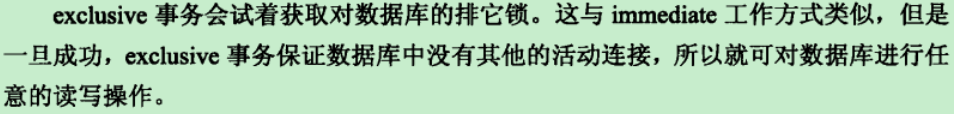 exclusive 事务会试着获取对数据库的排它锁。这与 immediate 工作方式类似，但是
一旦成功，exclusive 事务保证数据库中没有其他的活动连接，所以就可对数据库进行任
意的读写操作。